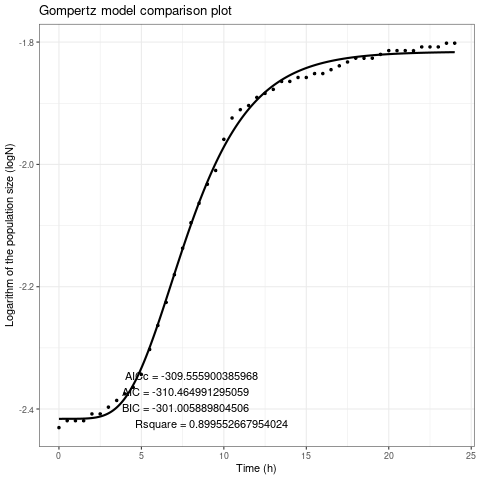 Gompertz model comparison plot
Logarithm of the population size (logN)
-1.8
-2.0
-2.2
-2.4
AICc = -309.555900385968
AIC = -310.464991295059
BIC = -301.005889804506
Rsquare = 0.899552667954024
0 5 10 15 20 25
Time (h)